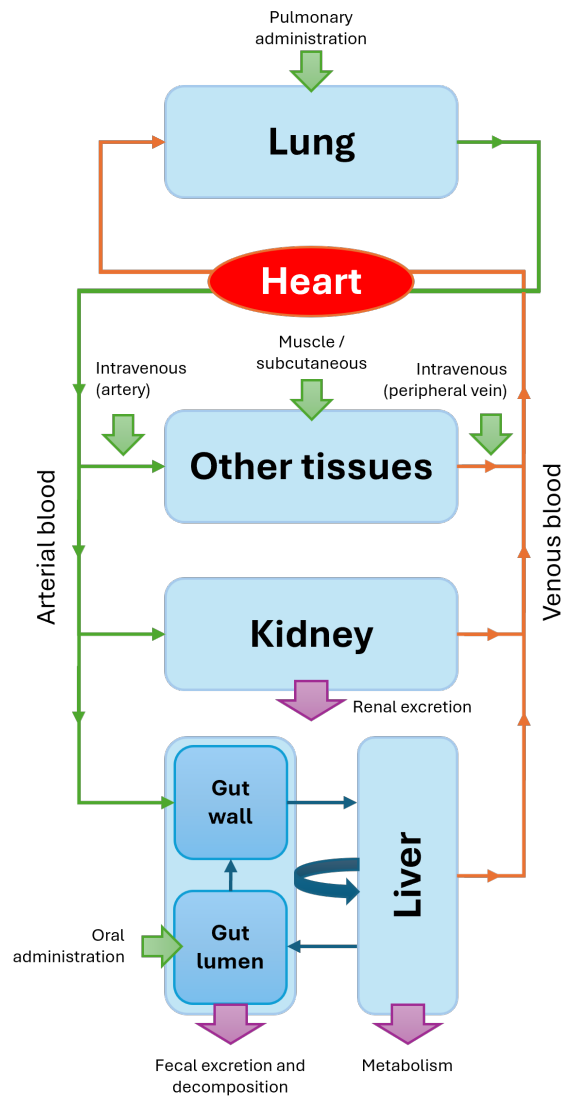 Pulmonary
administration
Lung
Heart
Muscle /
subcutaneous
Intravenous
(artery)
Intravenous
(peripheral vein)
Other tissues
Arterial blood
Venous blood
Kidney
Renal excretion
Gut
wall
Liver
Oral
administration
Gut
lumen
Fecal excretion and
decomposition
Metabolism